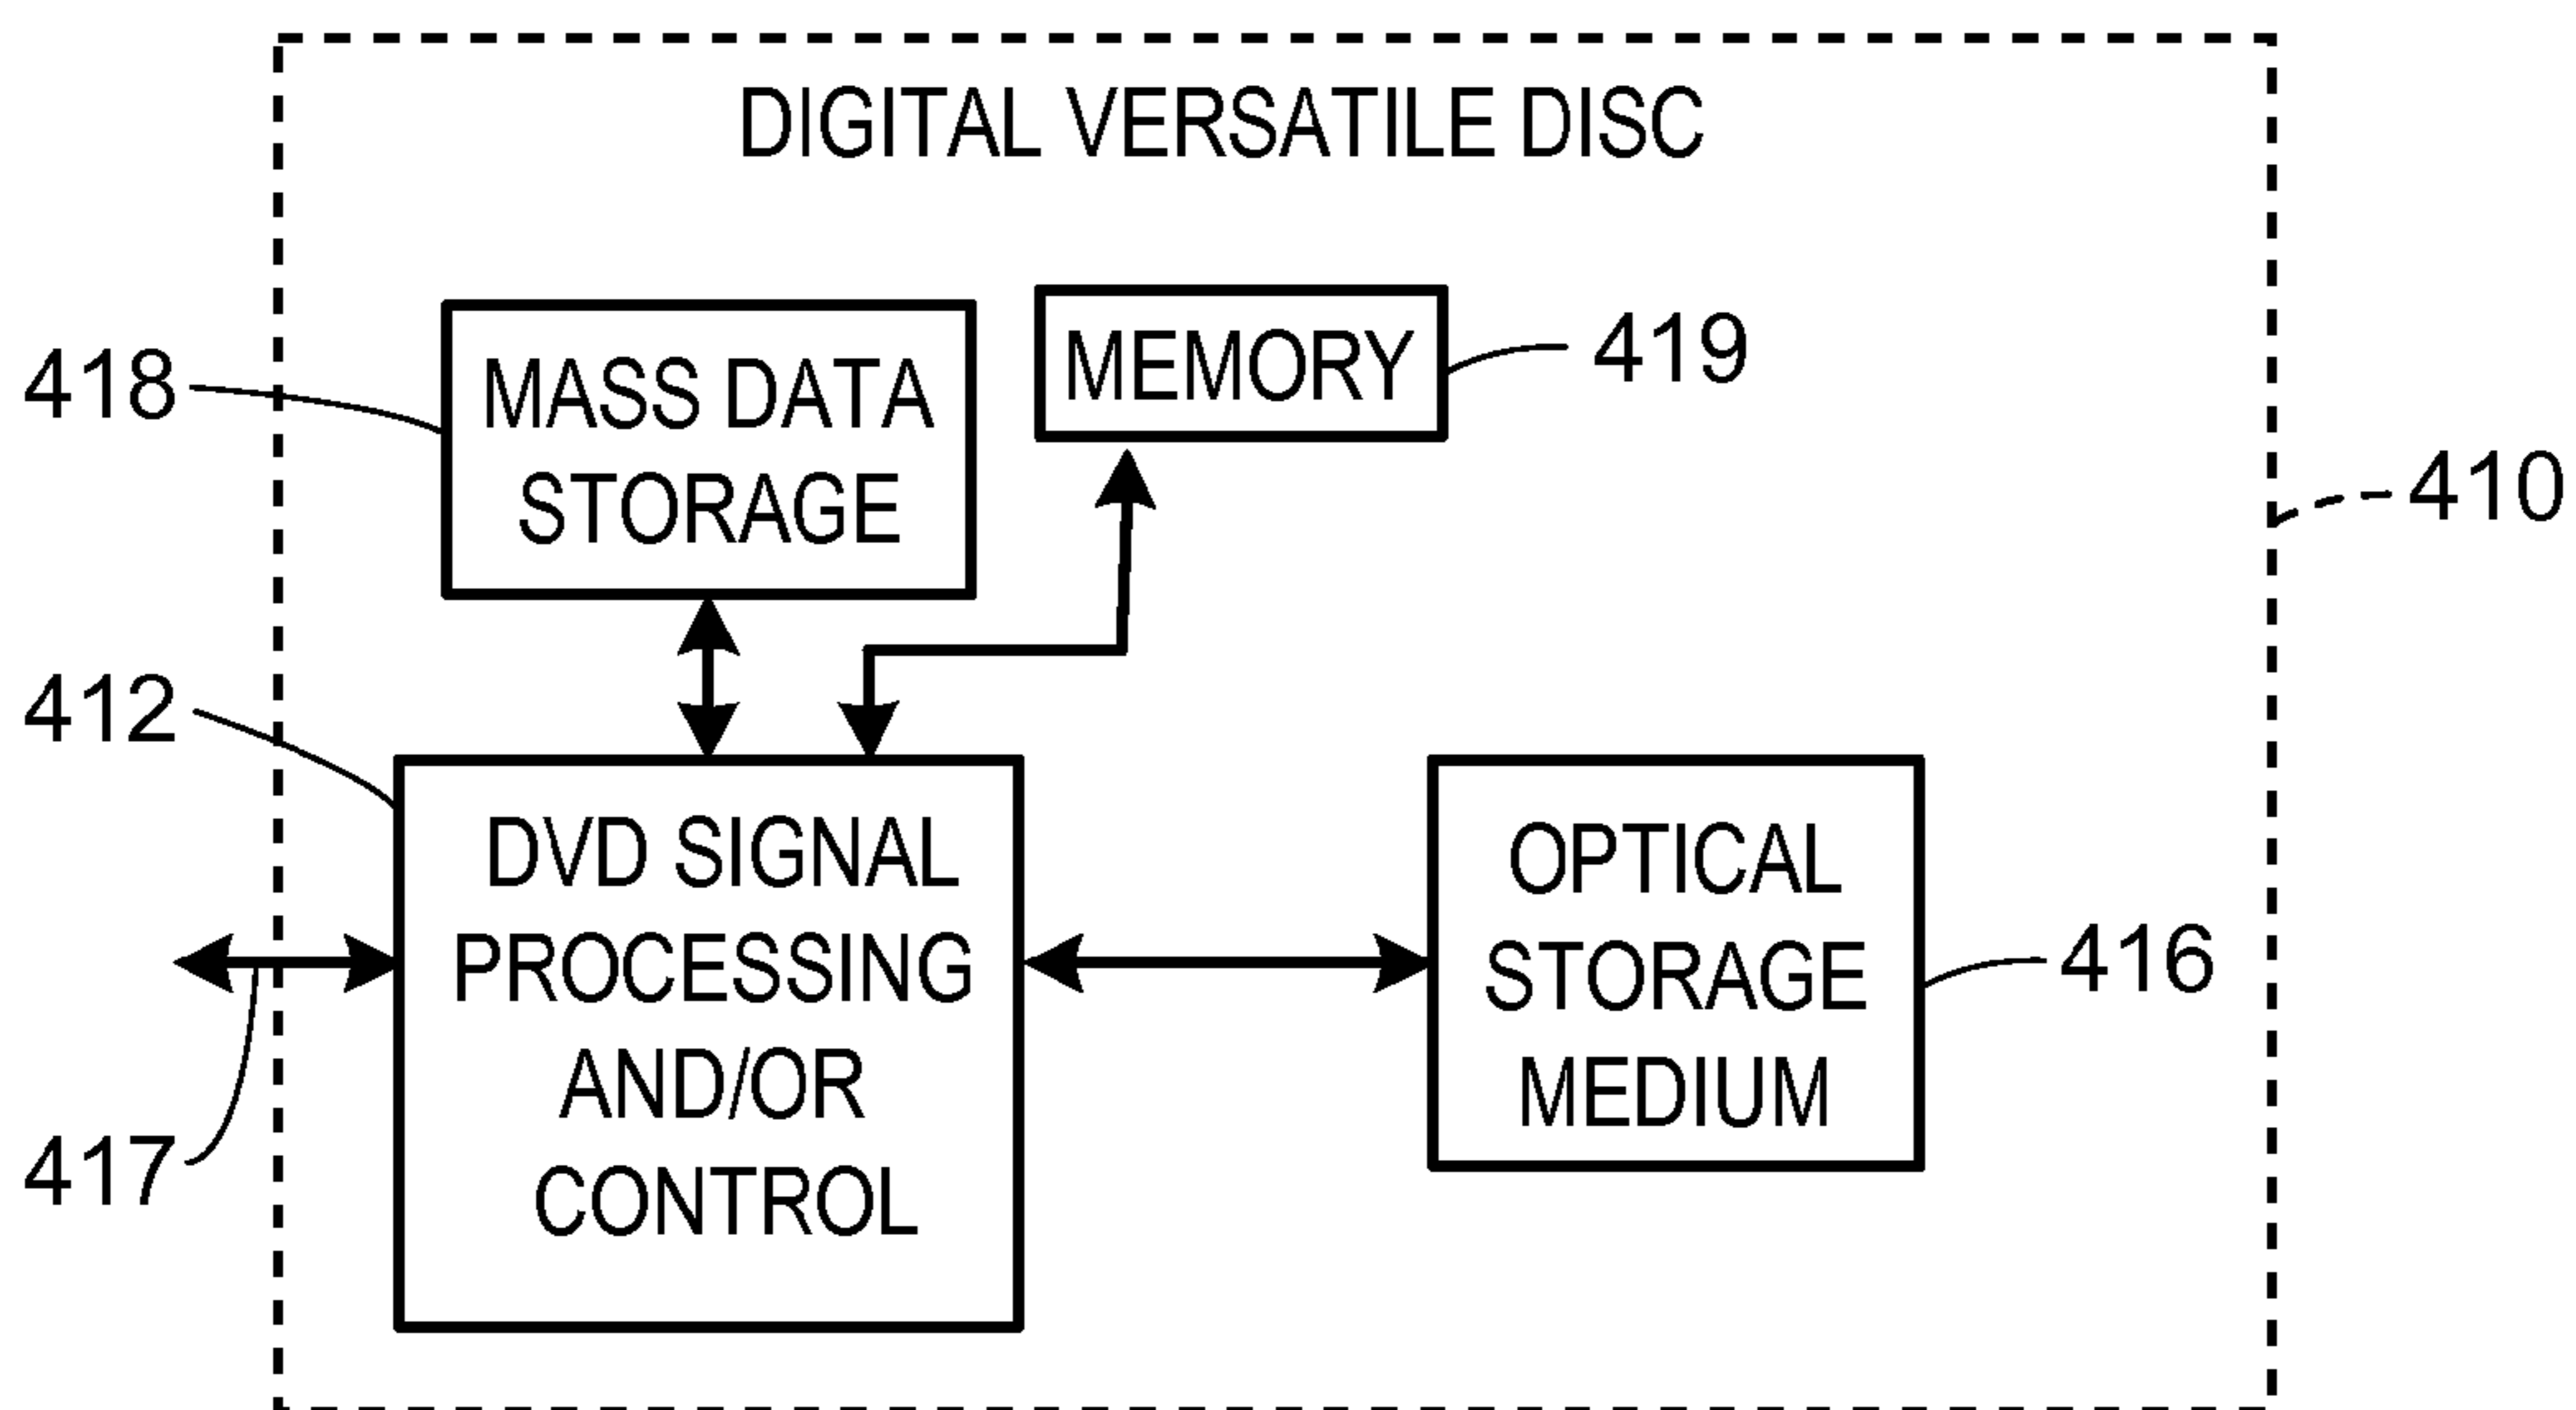 DIGITAL VERSATILE DISC
418
MASS DATA
STORAGE
MEMORY
419
410
412
DVD SIGNAL
PROCESSING
AND/OR
CONTROL
OPTICAL
STORAGE
MEDIUM
416
417